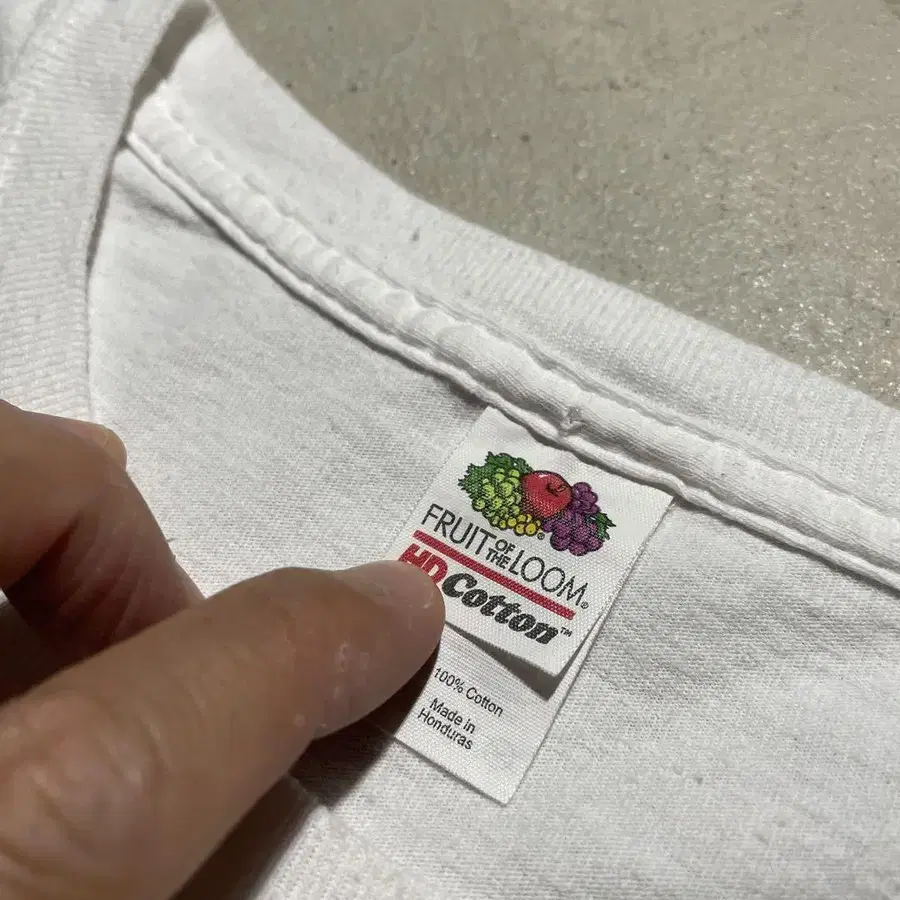 FRUIT OF THE LOOM®
HD Cotton™
100% Cotton
Made in
Honduras